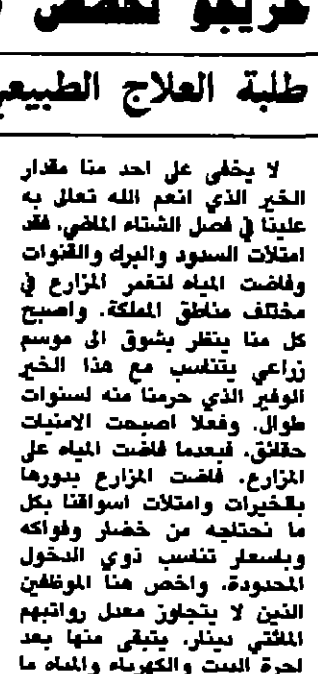 خريجو تخصص
طلبة العلاج الطبيعي
لا يخفى على احد منا مقدار
الخير الذي انعم الله تعالى به
علينا في فصل الشتاء الماضي. فقد
امتلأت السدود والبرك والقنوات
وفاضت المياه لتغمر المزارع في
مختلف مناطق المملكة. واصبح
كل منا ينظر بشوق الى موسم
زراعي يتناسب مع هذا الخير
الوفير الذي حرمنا منه لسنوات
طوال. وفعلا اصبحت الامنيات
حقائق. فبعدما فاضت المياه على
المزارع. فاضت المزارع بدورها
بالخيرات وامتلأت اسواقنا بكل
ما نحتاجه من خضار وفواكه
وباسعار تناسب ذوي الدخول
المحدودة. واخص هنا الموظفين
الذين لا يتجاوز معدل رواتبهم
المائتي دينار. يتبقى منها بعد
اجرة البيت والكهرباء والمياه ما